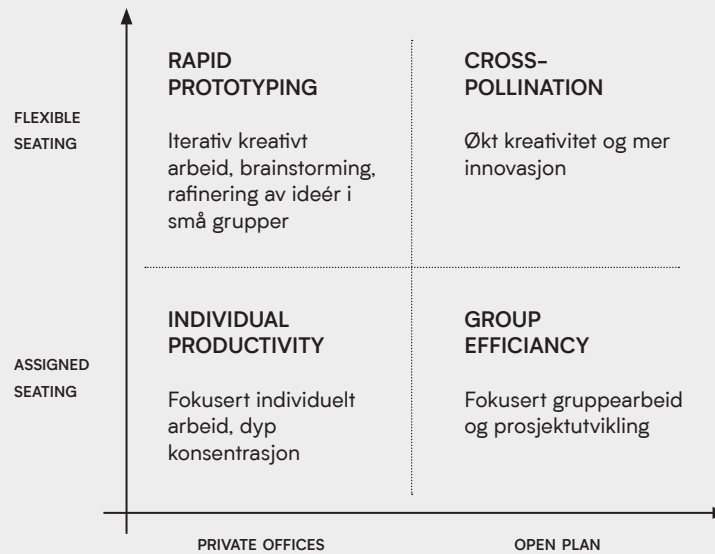 FLEXIBLE
SEATING
RAPID
PROTOTYPING
Iterativ kreativt
arbeid, brainstorming,
rafinering av ideér i
små grupper
CROSS-
POLLINATION
Økt kreativitet og mer
innovasjon
ASSIGNED
SEATING
INDIVIDUAL
PRODUCTIVITY
Fokusert individuelt
arbeid, dyp
konsentrasjon
GROUP
EFFICIANCY
Fokusert gruppearbeid
og prosjektutvikling
PRIVATE OFFICES
OPEN PLAN